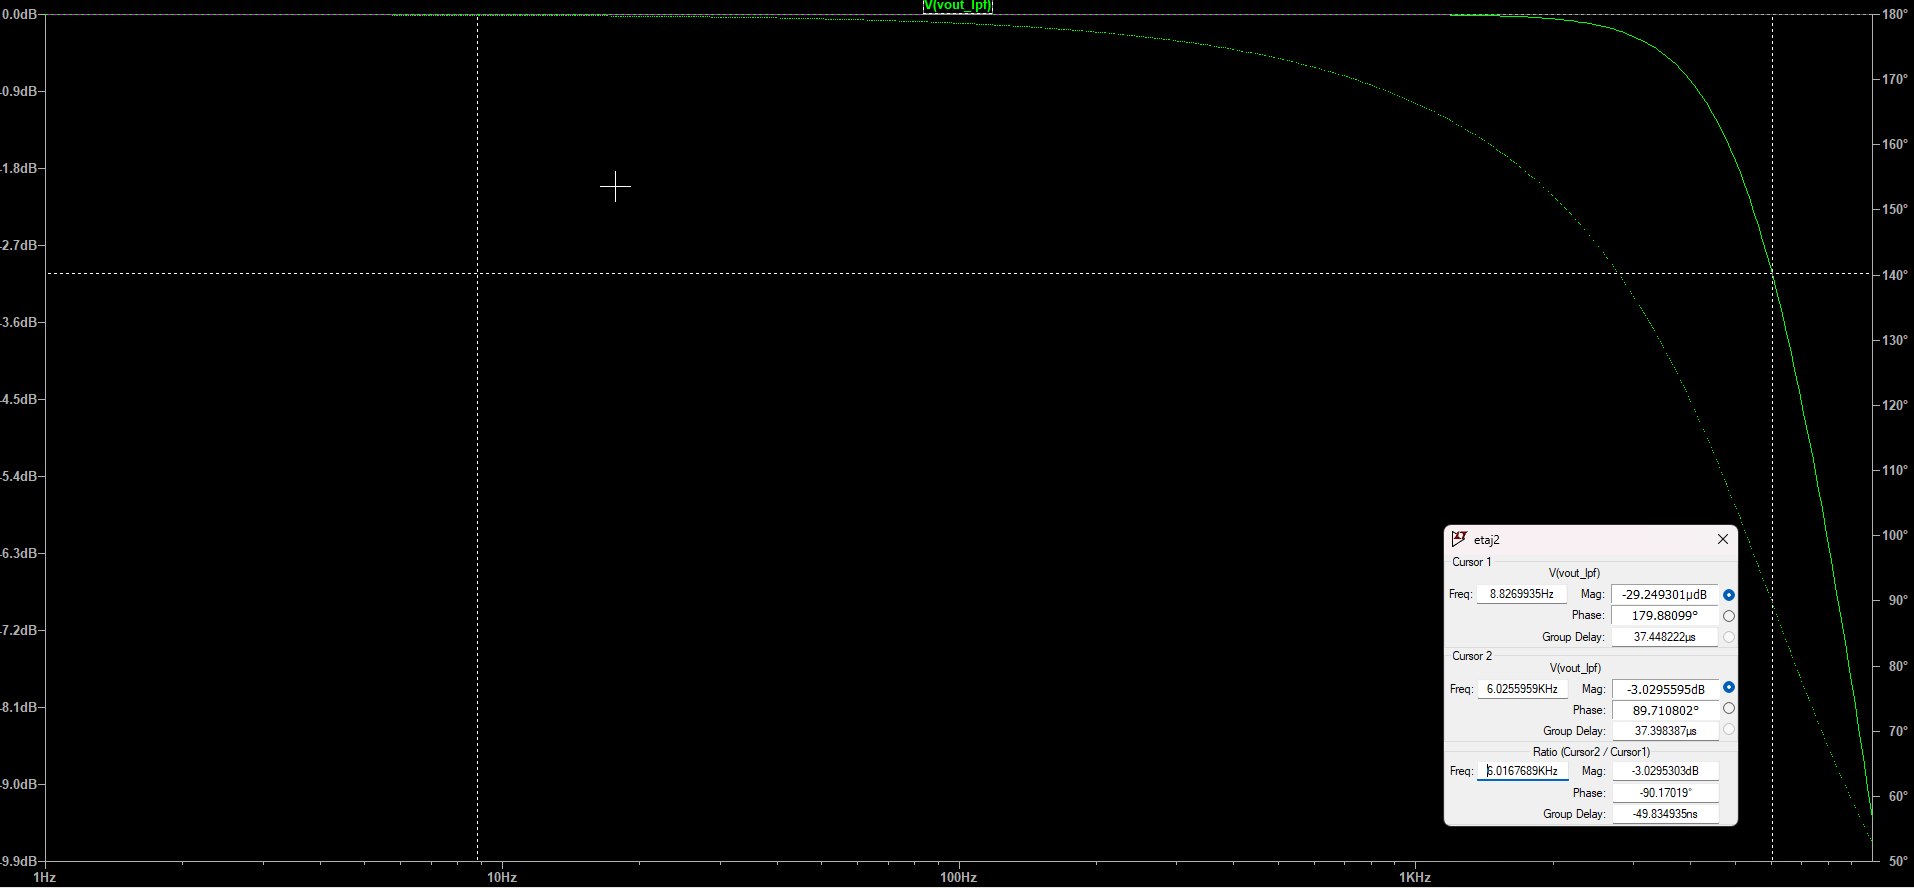 V(vout_lpf)
0.0dB
-0.9dB
-1.8dB
-2.7dB
-3.6dB
-4.5dB
-5.4dB
-6.3dB
-7.2dB
-8.1dB
-9.0dB
-9.9dB
180°
170°
160°
150°
140°
130°
120°
110°
100°
90°
80°
70°
60°
50°
1Hz
10Hz
100Hz
1KHz
etaj2
Cursor 1
V(vout_lpf)
Freq: 8.8269935Hz Mag: -29.249301µdB
Phase: 179.88099°
Group Delay: 37.448222µs
Cursor 2
V(vout_lpf)
Freq: 6.0255959KHz Mag: -3.0295595dB
Phase: 89.710802°
Group Delay: 37.398387µs
Ratio (Cursor2 / Cursor1)
Freq: 6.0167689KHz Mag: -3.0295303dB
Phase: -90.17019°
Group Delay: -49.834935ns